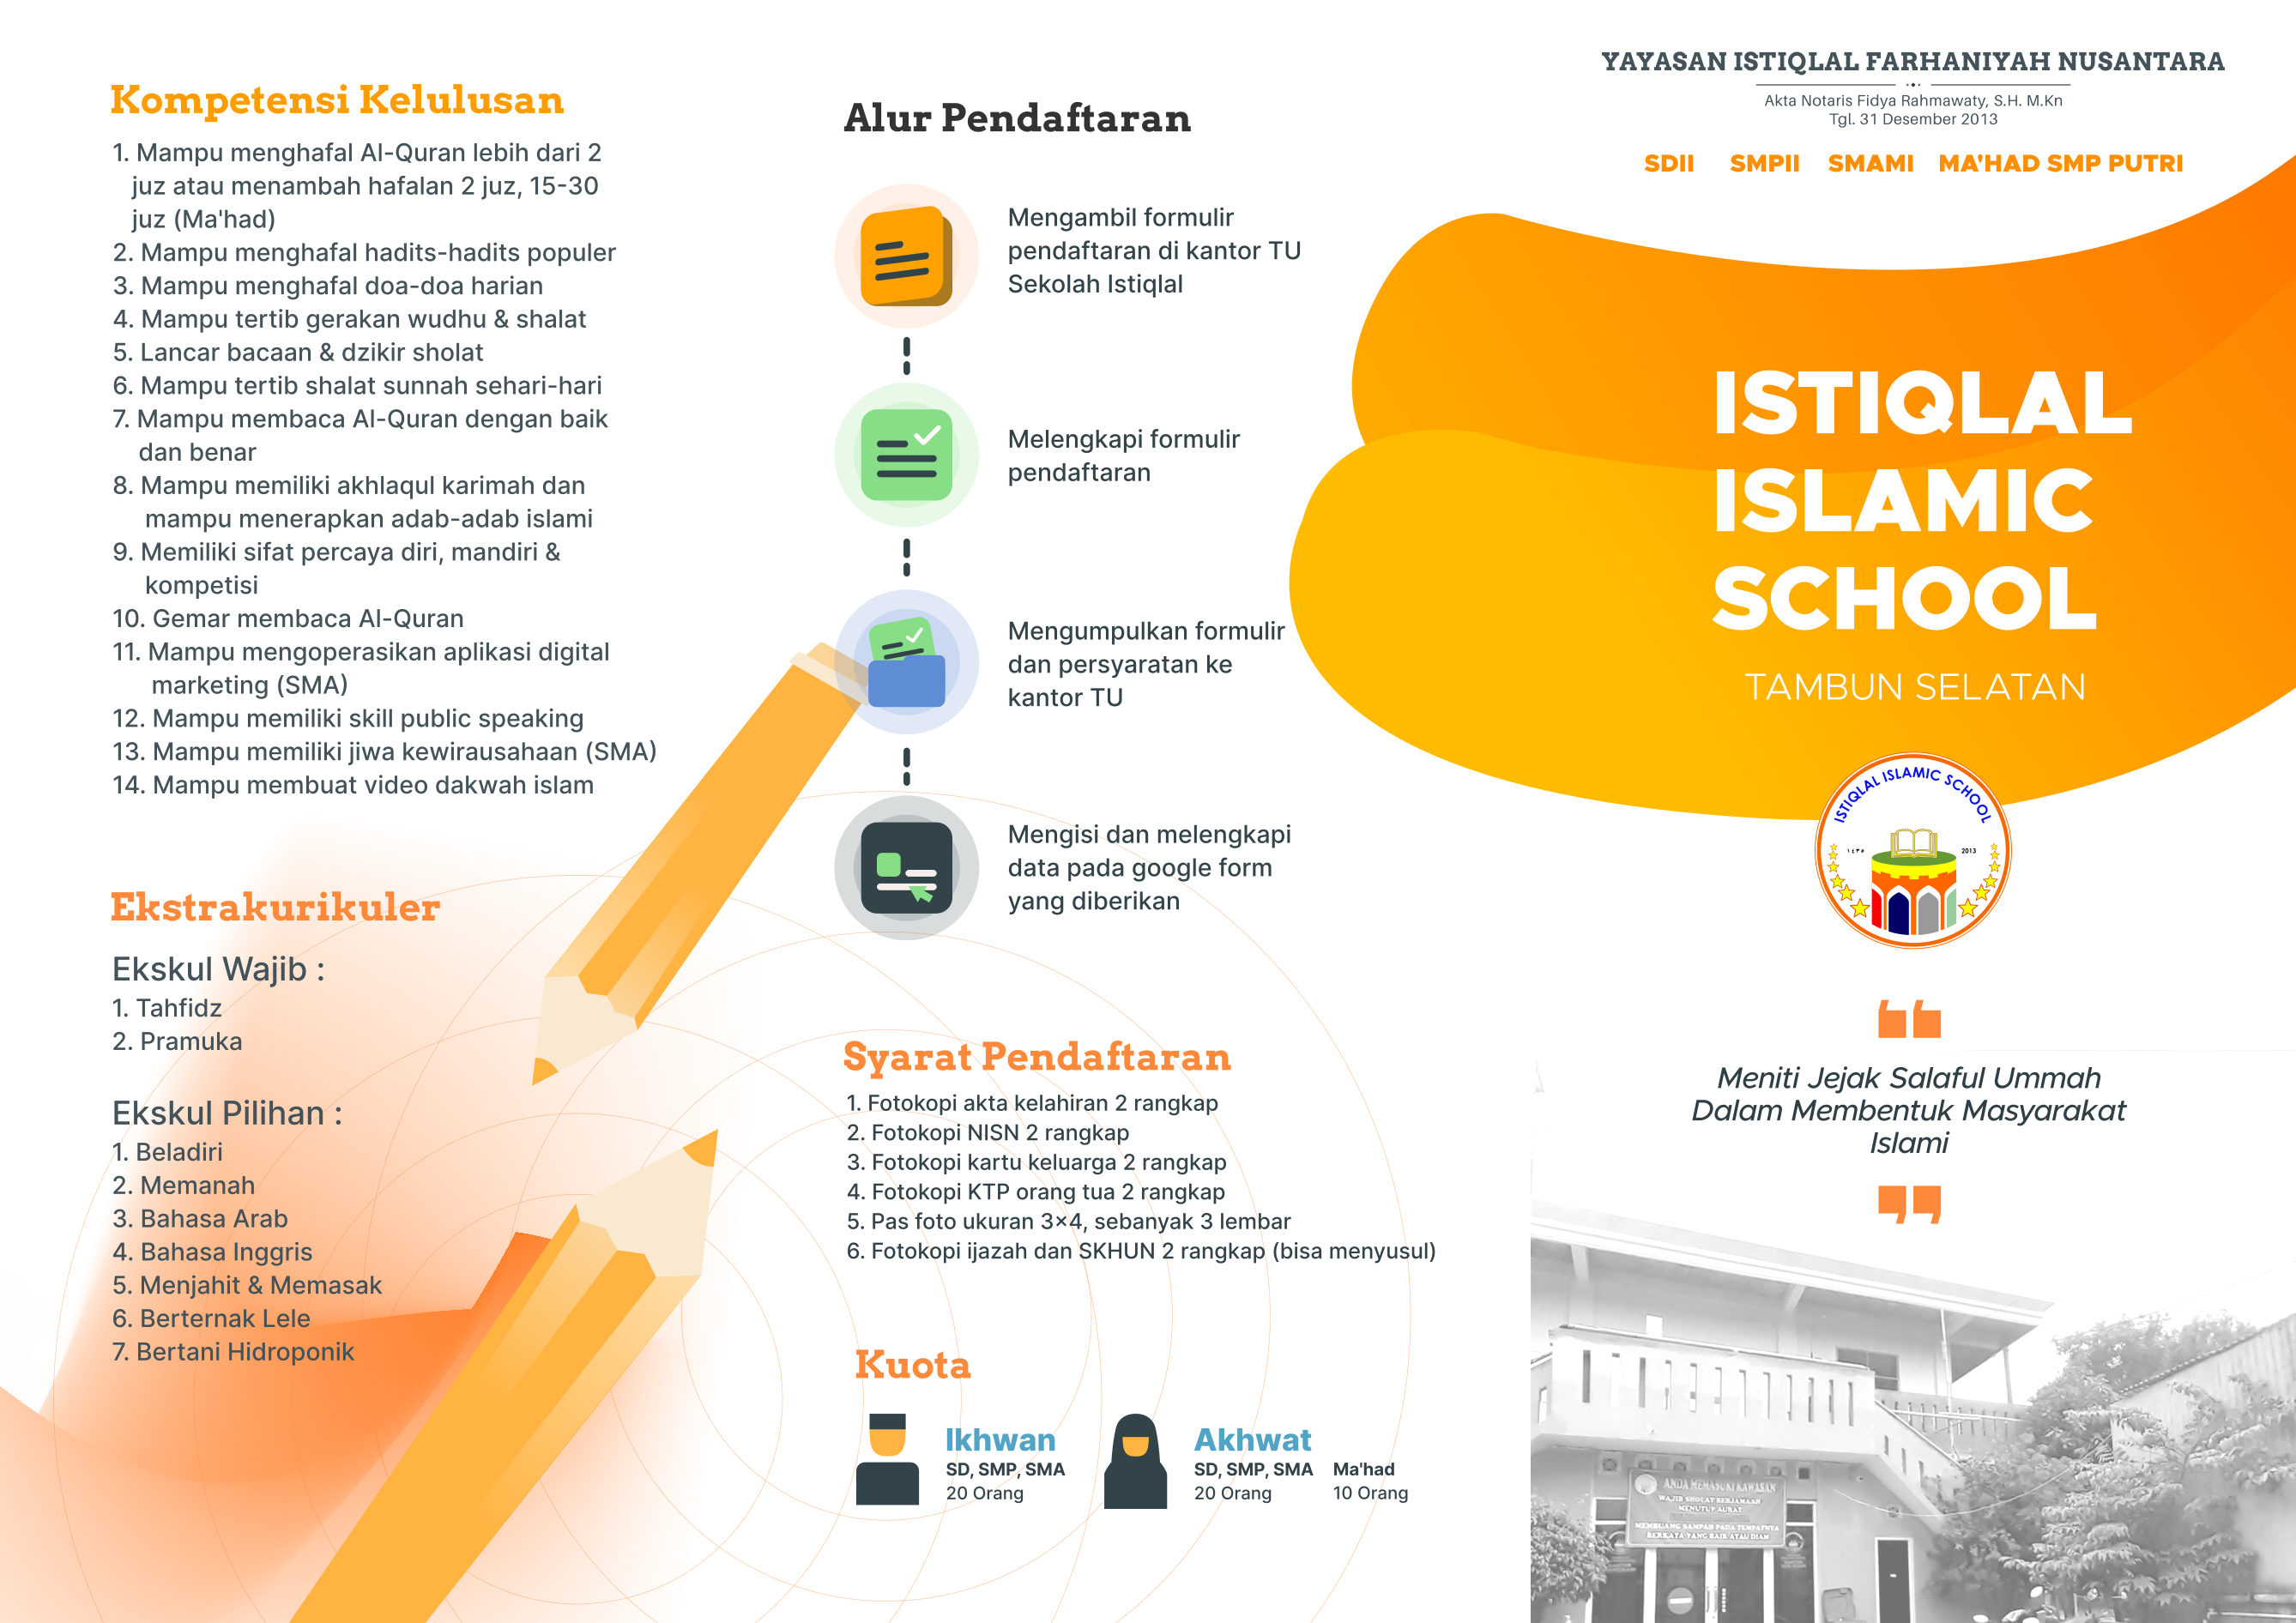 Kompetensi Kelulusan
1. Mampu menghafal Al-Quran lebih dari 2
juz atau menambah hafalan 2 juz, 15-30
juz (Ma'had)
2. Mampu menghafal hadits-hadits populer
3. Mampu menghafal doa-doa harian
4. Mampu tertib gerakan wudhu & shalat
5. Lancar bacaan & dzikir sholat
6. Mampu tertib shalat sunnah sehari-hari
7. Mampu membaca Al-Quran dengan baik
dan benar
8. Mampu memiliki akhlaqul karimah dan
mampu menerapkan adab-adab islami
9. Memiliki sifat percaya diri, mandiri &
kompetisi
10. Gemar membaca Al-Quran
11. Mampu mengoperasikan aplikasi digital
marketing (SMA)
12. Mampu memiliki skill public speaking
13. Mampu memiliki jiwa kewirausahaan (SMA)
14. Mampu membuat video dakwah islam
Ekstrakurikuler
Ekskul Wajib :
1. Tahfidz
2. Pramuka
Ekskul Pilihan :
1. Beladiri
2. Memanah
3. Bahasa Arab
4. Bahasa Inggris
5. Menjahit & Memasak
6. Berternak Lele
7. Bertani Hidroponik
Alur Pendaftaran
Mengambil formulir
pendaftaran di kantor TU
Sekolah Istiqlal
Melengkapi formulir
pendaftaran
Mengumpulkan formulir
dan persyaratan ke
kantor TU
Mengisi dan melengkapi
data pada google form
yang diberikan
Syarat Pendaftaran
1. Fotokopi akta kelahiran 2 rangkap
2. Fotokopi NISN 2 rangkap
3. Fotokopi kartu keluarga 2 rangkap
4. Fotokopi KTP orang tua 2 rangkap
5. Pas foto ukuran 3x4, sebanyak 3 lembar
6. Fotokopi ijazah dan SKHUN 2 rangkap (bisa menyusul)
Kuota
Ikhwan
SD, SMP, SMA
20 Orang
Akhwat
SD, SMP, SMA Ma'had
20 Orang 10 Orang
YAYASAN ISTIQLAL FARHANIYAH NUSANTARA
Akta Notaris Fidya Rahmawaty, S.H. M.Kn
Tgl. 31 Desember 2013
SDII SMPII SMAMI MA'HAD SMP PUTRI
ISTIQLAL
ISLAMIC
SCHOOL
TAMBUN SELATAN
ISTIQLAL ISLAMIC SCHOOL
١٤٣٥ 2013
❝
Meniti Jejak Salaful Ummah
Dalam Membentuk Masyarakat
Islami
❞
ANDA MEMASUKI KAWASAN
WAJIB SHOLAT BERJAMAAH
MENUTUP AURAT
MEMBUANG SAMPAH PADA TEMPATNYA
BERKATA YANG BAIK ATAU DIAM